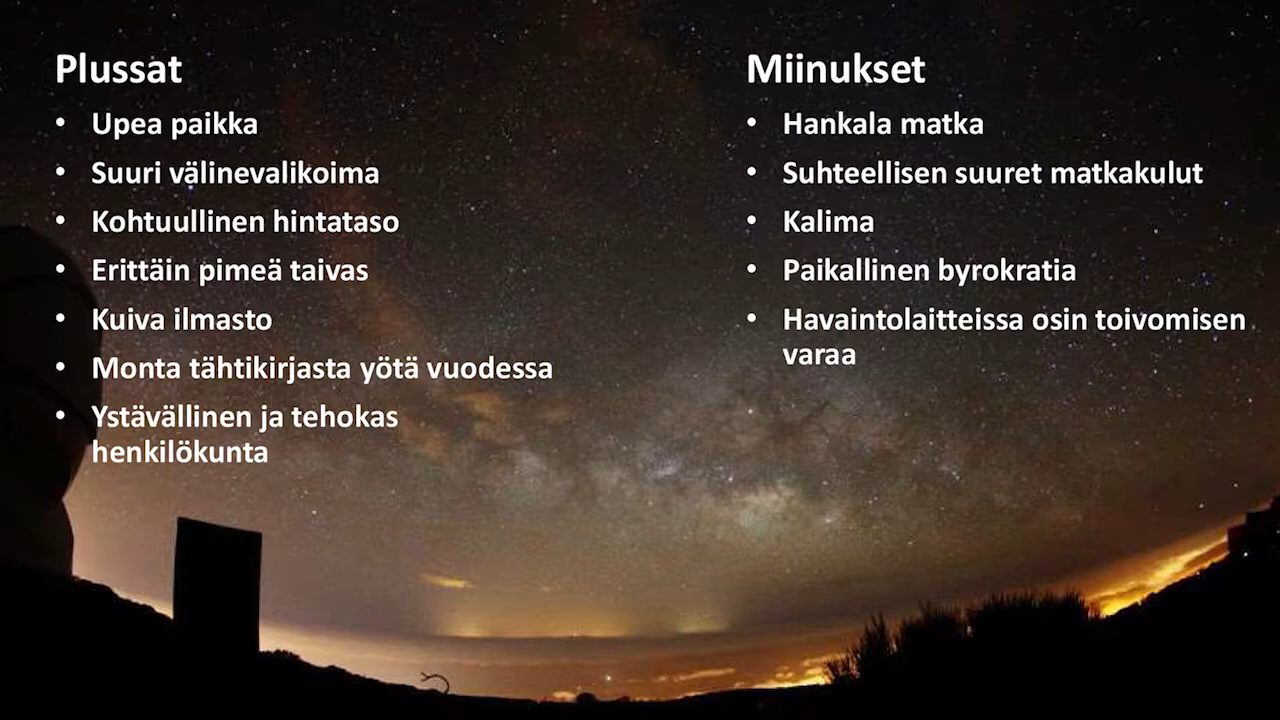 Plussat
• Upea paikka
• Suuri välinevalikoima
• Kohtuullinen hintataso
• Erittäin pimeä taivas
• Kuiva ilmasto
• Monta tähtikirjasta yötä vuodessa
• Ystävällinen ja tehokas
henkilökunta
Miinukset
• Hankala matka
• Suhteellisen suuret matkakulut
• Kalima
• Paikallinen byrokratia
• Havaintolaitteissa osin toivomisen
varaa